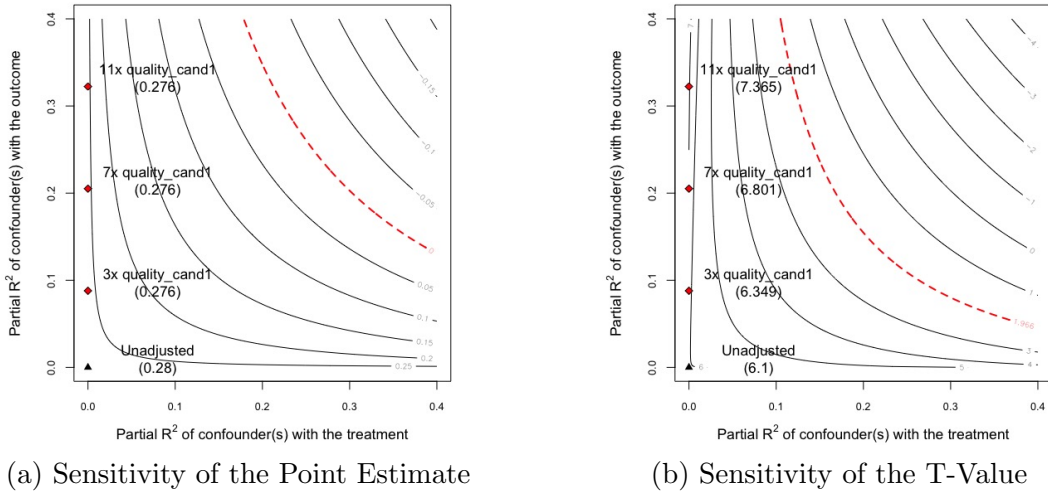 Partial R² of confounder(s) with the outcome
0.4
0.3
0.2
0.1
0.0
11x quality_cand1
(0.276)
7x quality_cand1
(0.276)
3x quality_cand1
(0.276)
Unadjusted
(0.28)
-0.15
-0.1
-0.05
0
0.05
0.1
0.15
0.2
0.25
0.0 0.1 0.2 0.3 0.4
Partial R² of confounder(s) with the treatment
(a) Sensitivity of the Point Estimate
Partial R² of confounder(s) with the outcome
0.4
0.3
0.2
0.1
0.0
7
11x quality_cand1
(7.365)
7x quality_cand1
(6.801)
3x quality_cand1
(6.349)
Unadjusted
(6.1)
6
-4
-3
-2
-1
0
1
1.966
3
4
5
0.0 0.1 0.2 0.3 0.4
Partial R² of confounder(s) with the treatment
(b) Sensitivity of the T-Value